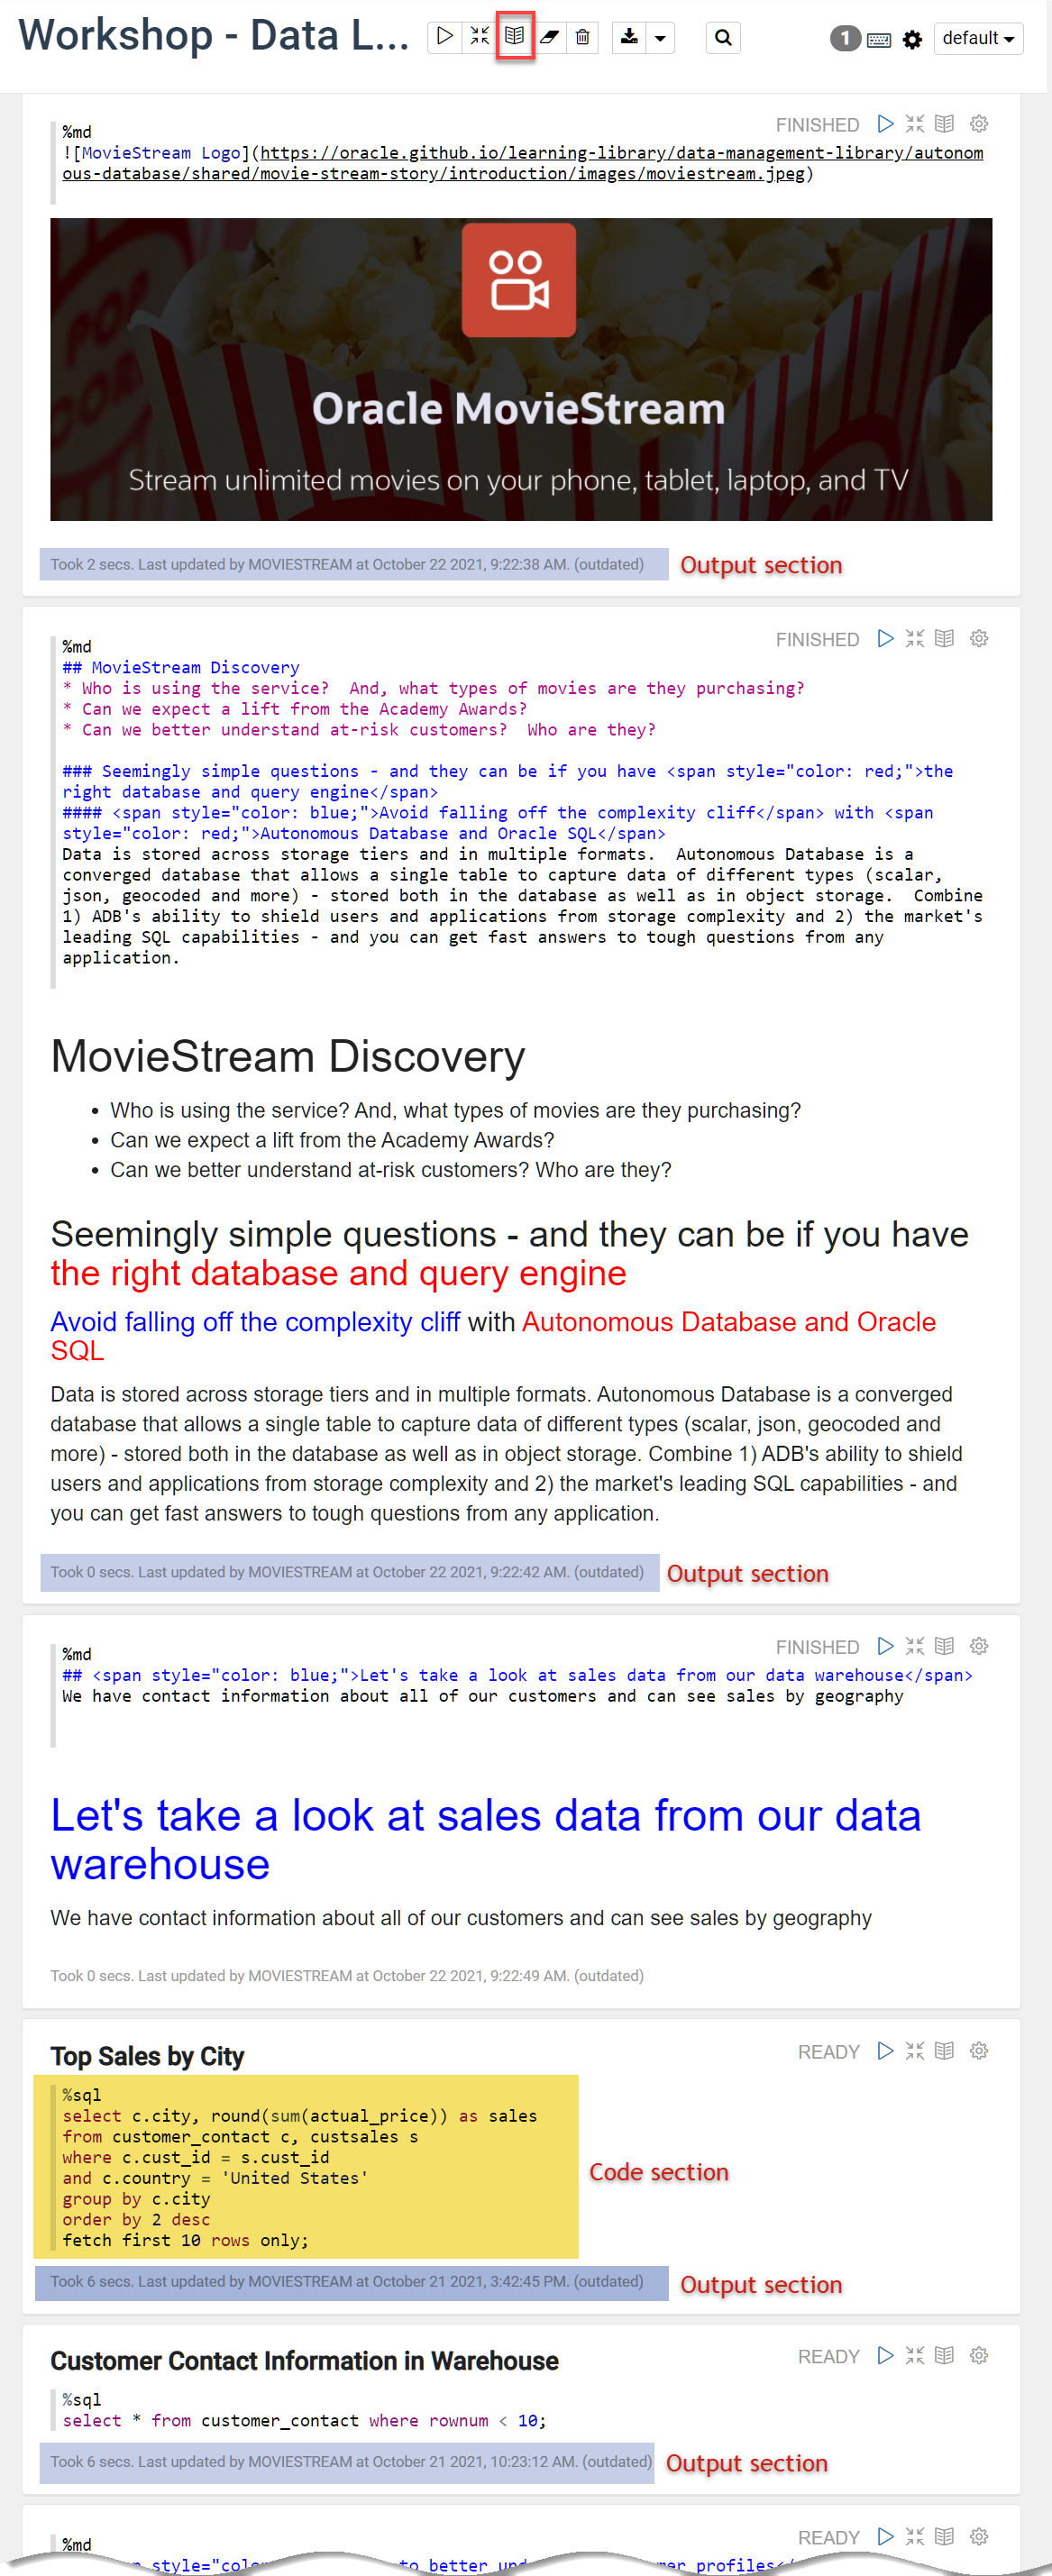 Workshop - Data L...
1
default
FINISHED
%md
![MovieStream Logo](https://oracle.github.io/learning-library/data-management-library/autonom
ous-database/shared/movie-stream-story/introduction/images/moviestream.jpeg)
Oracle MovieStream
Stream unlimited movies on your phone, tablet, laptop, and TV
Took 2 secs. Last updated by MOVIESTREAM at October 22 2021, 9:22:38 AM. (outdated)
Output section
FINISHED
%md
## MovieStream Discovery
* Who is using the service?  And, what types of movies are they purchasing?
* Can we expect a lift from the Academy Awards?
* Can we better understand at-risk customers?  Who are they?
### Seemingly simple questions - and they can be if you have <span style="color: red;">the
right database and query engine</span>
#### <span style="color: blue;">Avoid falling off the complexity cliff</span> with <span
style="color: red;">Autonomous Database and Oracle SQL</span>
Data is stored across storage tiers and in multiple formats.  Autonomous Database is a
converged database that allows a single table to capture data of different types (scalar,
json, geocoded and more) - stored both in the database as well as in object storage.  Combine
1) ADB's ability to shield users and applications from storage complexity and 2) the market's
leading SQL capabilities - and you can get fast answers to tough questions from any
application.
MovieStream Discovery
• Who is using the service? And, what types of movies are they purchasing?
• Can we expect a lift from the Academy Awards?
• Can we better understand at-risk customers? Who are they?
Seemingly simple questions - and they can be if you have
the right database and query engine
Avoid falling off the complexity cliff with Autonomous Database and Oracle
SQL
Data is stored across storage tiers and in multiple formats. Autonomous Database is a converged
database that allows a single table to capture data of different types (scalar, json, geocoded and
more) - stored both in the database as well as in object storage. Combine 1) ADB's ability to shield
users and applications from storage complexity and 2) the market's leading SQL capabilities - and
you can get fast answers to tough questions from any application.
Took 0 secs. Last updated by MOVIESTREAM at October 22 2021, 9:22:42 AM. (outdated)
Output section
FINISHED
%md
## <span style="color: blue;">Let's take a look at sales data from our data warehouse</span>
We have contact information about all of our customers and can see sales by geography
Let's take a look at sales data from our data
warehouse
We have contact information about all of our customers and can see sales by geography
Took 0 secs. Last updated by MOVIESTREAM at October 22 2021, 9:22:49 AM. (outdated)
Top Sales by City
READY
%sql
select c.city, round(sum(actual_price)) as sales
from customer_contact c, custsales s
where c.cust_id = s.cust_id
and c.country = 'United States'
group by c.city
order by 2 desc
fetch first 10 rows only;
Code section
Took 6 secs. Last updated by MOVIESTREAM at October 21 2021, 3:42:45 PM. (outdated)
Output section
Customer Contact Information in Warehouse
READY
%sql
select * from customer_contact where rownum < 10;
Took 6 secs. Last updated by MOVIESTREAM at October 21 2021, 10:23:12 AM. (outdated)
Output section
READY
%md
style= to better profiles</